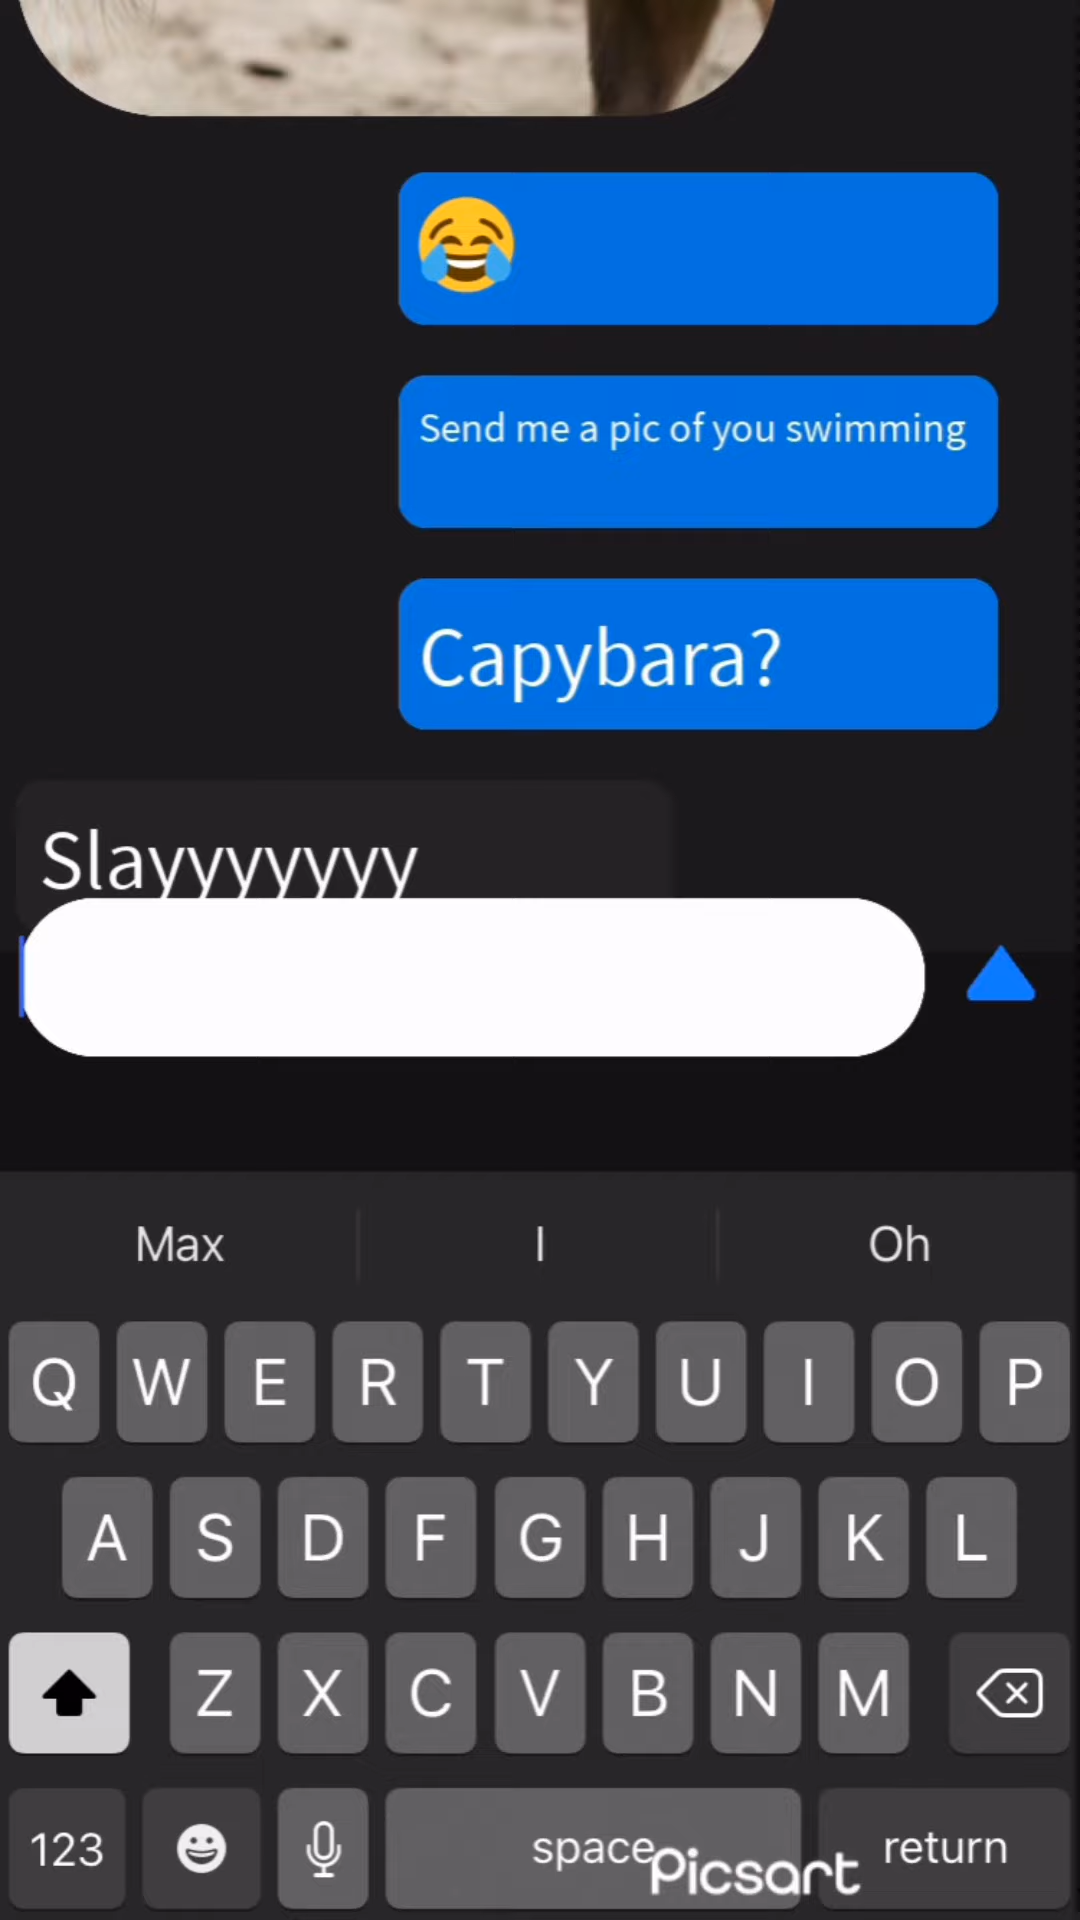 😂
Send me a pic of you swimming
Capybara?
Slayyyyyyy
Max I Oh
Q W E R T Y U I O P
A S D F G H J K L
Z X C V B N M
123 space return
Picsart